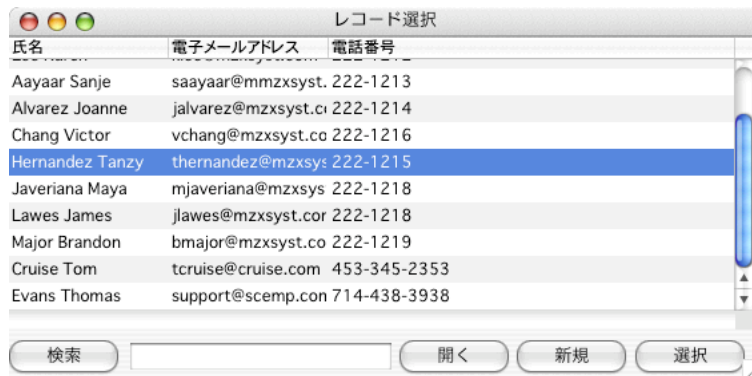 レコード選択
氏名 電子メールアドレス 電話番号
Aayaar Sanje saayaar@mmzxsyst. 222-1213
Alvarez Joanne jalvarez@mzxsyst.c 222-1214
Chang Victor vchang@mzxsyst.co 222-1216
Hernandez Tanzy thernandez@mzxsys 222-1215
Javeriana Maya mjaveriana@mzxsys 222-1218
Lawes James jlawes@mzxsyst.cor 222-1218
Major Brandon bmajor@mzxsyst.co 222-1219
Cruise Tom tcruise@cruise.com 453-345-2353
Evans Thomas support@scemp.con 714-438-3938
検索 開く 新規 選択